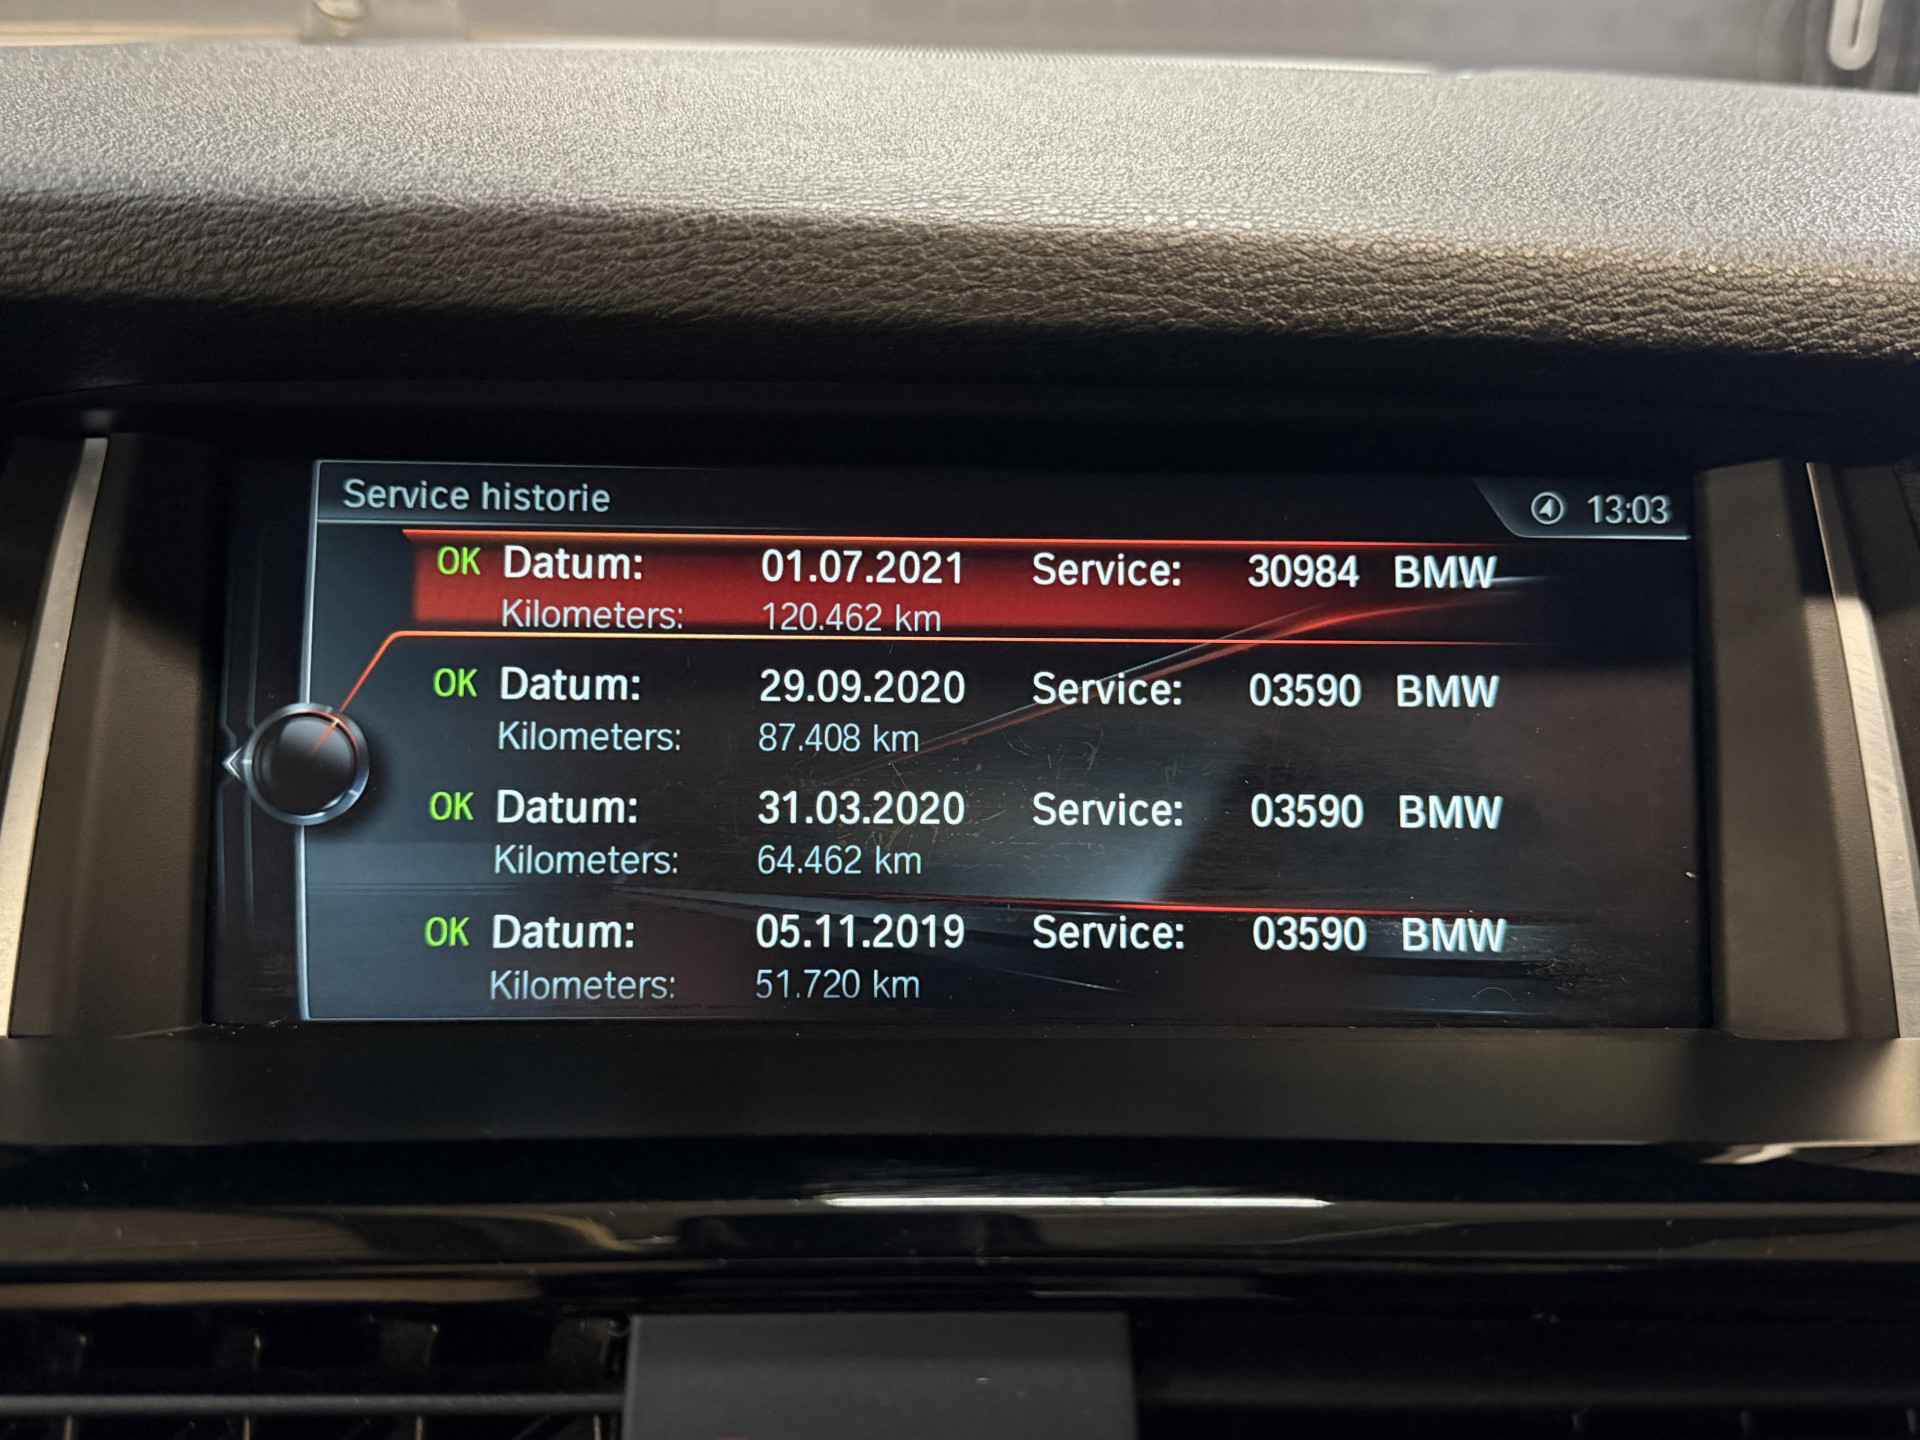 Service historie 13:03
OK Datum: 01.07.2021 Service: 30984 BMW
Kilometers: 120.462 km
OK Datum: 29.09.2020 Service: 03590 BMW
Kilometers: 87.408 km
OK Datum: 31.03.2020 Service: 03590 BMW
Kilometers: 64.462 km
OK Datum: 05.11.2019 Service: 03590 BMW
Kilometers: 51.720 km